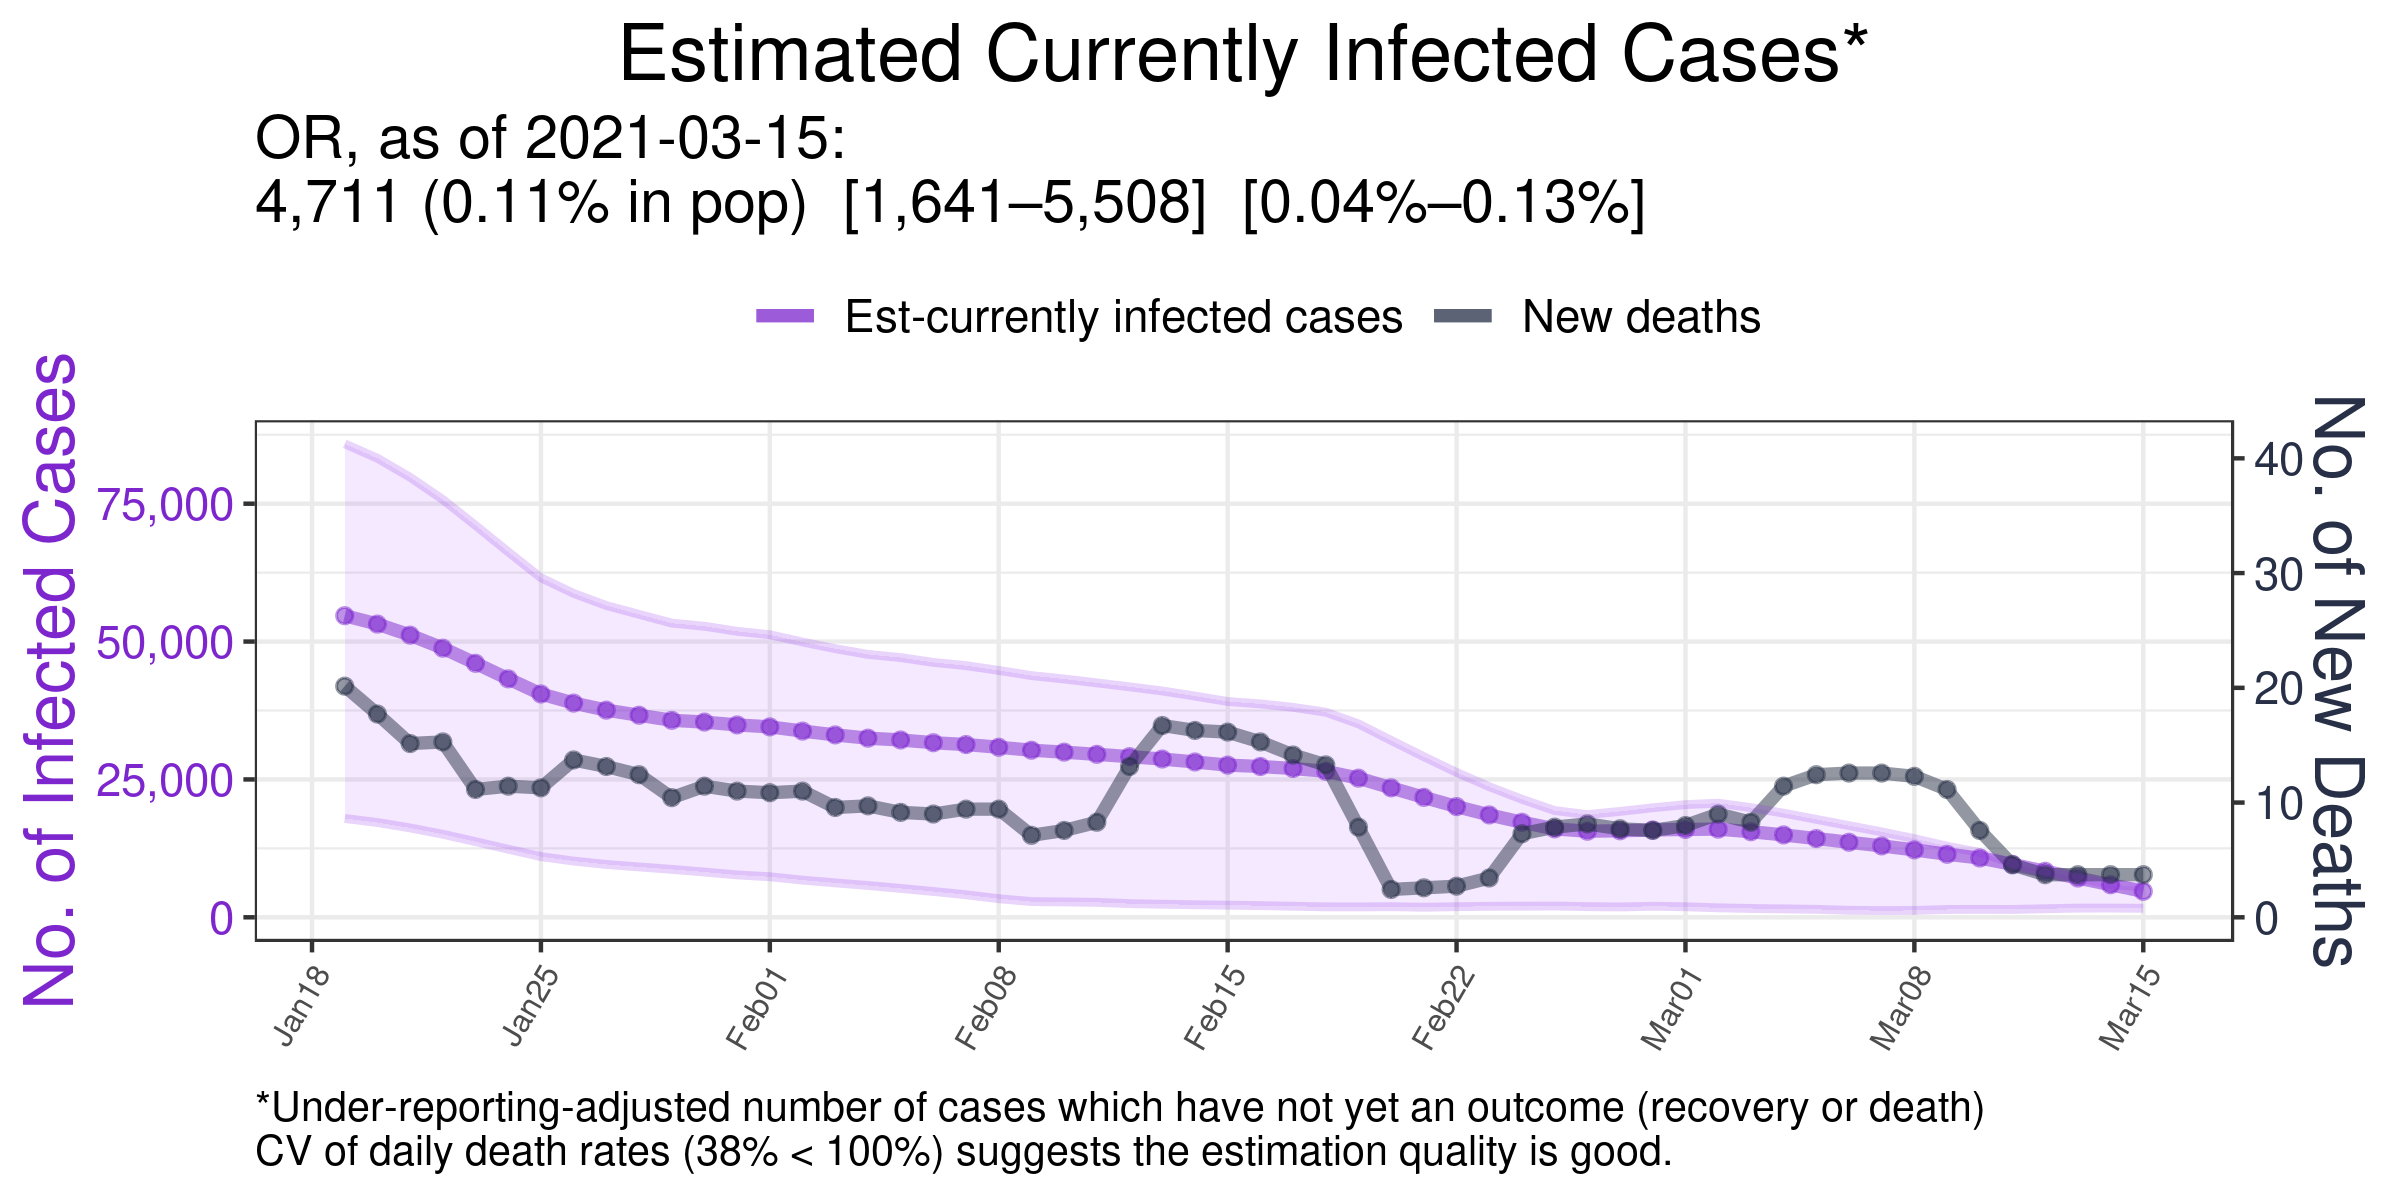 Estimated Currently Infected Cases*
OR, as of 2021-03-15:
4,711 (0.11% in pop)  [1,641–5,508]  [0.04%–0.13%]
Est-currently infected cases
New deaths
No. of Infected Cases
75,000
50,000
25,000
0
40
30
20
10
0
No. of New Deaths
Jan18
Jan25
Feb01
Feb08
Feb15
Feb22
Mar01
Mar08
Mar15
*Under-reporting-adjusted number of cases which have not yet an outcome (recovery or death)
CV of daily death rates (38% < 100%) suggests the estimation quality is good.